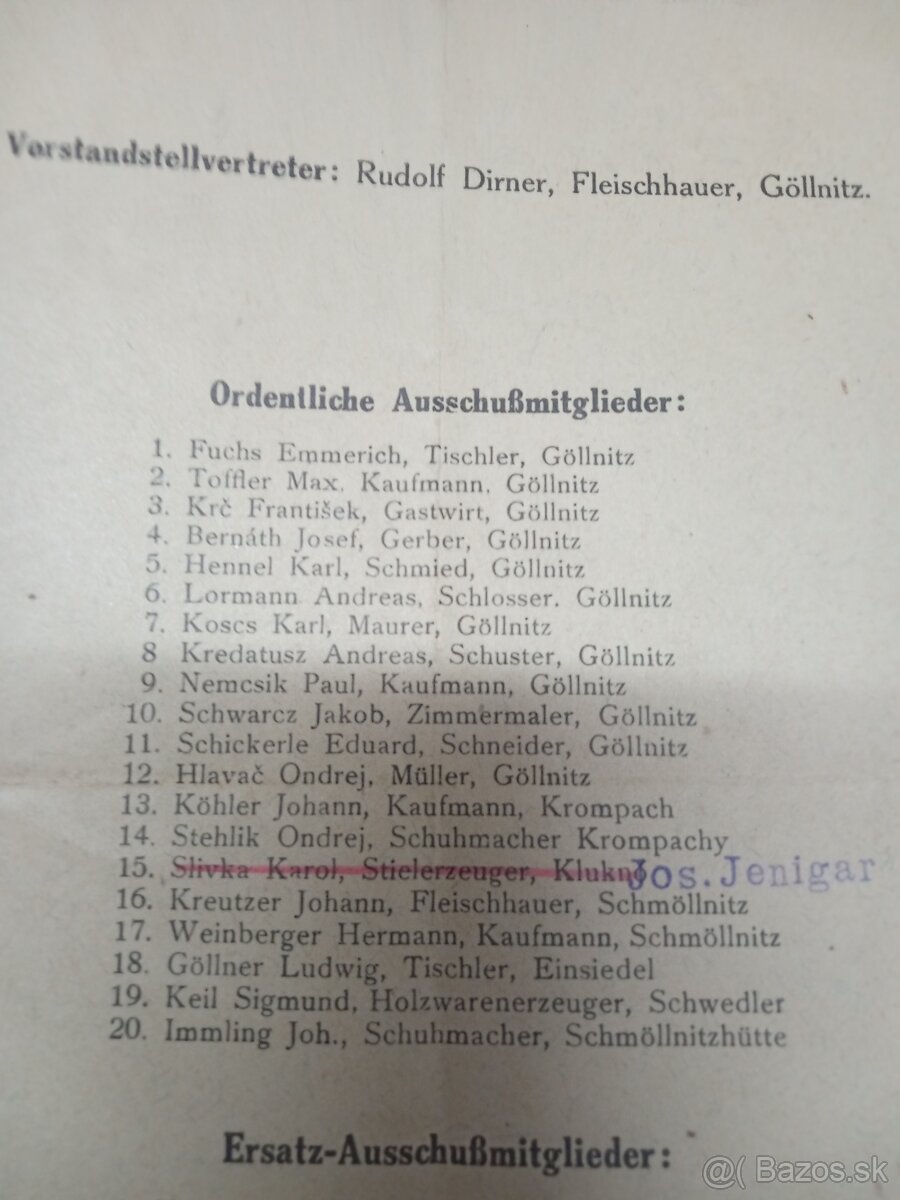 Vorstandstellvertreter: Rudolf Dirner, Fleischhauer, Göllnitz.
Ordentliche Ausschußmitglieder:
1. Fuchs Emmerich, Tischler, Göllnitz
2. Toffler Max. Kaufmann. Göllnitz
3. Krč František, Gastwirt, Göllnitz
4. Bernáth Josef, Gerber, Göllnitz
5. Hennel Karl, Schmied, Göllnitz
6. Lormann Andreas, Schlosser. Göllnitz
7. Koscs Karl, Maurer, Göllnitz
8 Kredatusz Andreas, Schuster, Göllnitz
9. Nemcsik Paul, Kaufmann, Göllnitz
10. Schwarcz Jakob, Zimmermaler, Göllnitz
11. Schickerle Eduard, Schneider, Göllnitz
12. Hlavač Ondrej, Müller, Göllnitz
13. Köhler Johann, Kaufmann, Krompach
14. Stehlik Ondrej, Schuhmacher Krompachy
15. Slivka Karol, Stielerzeuger, Jos. Jenigar
16. Kreutzer Johann, Fleischhauer, Schmöllnitz
17. Weinberger Hermann, Kaufmann, Schmöllnitz
18. Göllner Ludwig, Tischler, Einsiedel
19. Keil Sigmund, Holzwarenerzeuger, Schwedler
20. Immling Joh., Schuhmacher, Schmöllnitzhütte
Ersatz-Ausschußmitglieder:
@( Bazos.sk